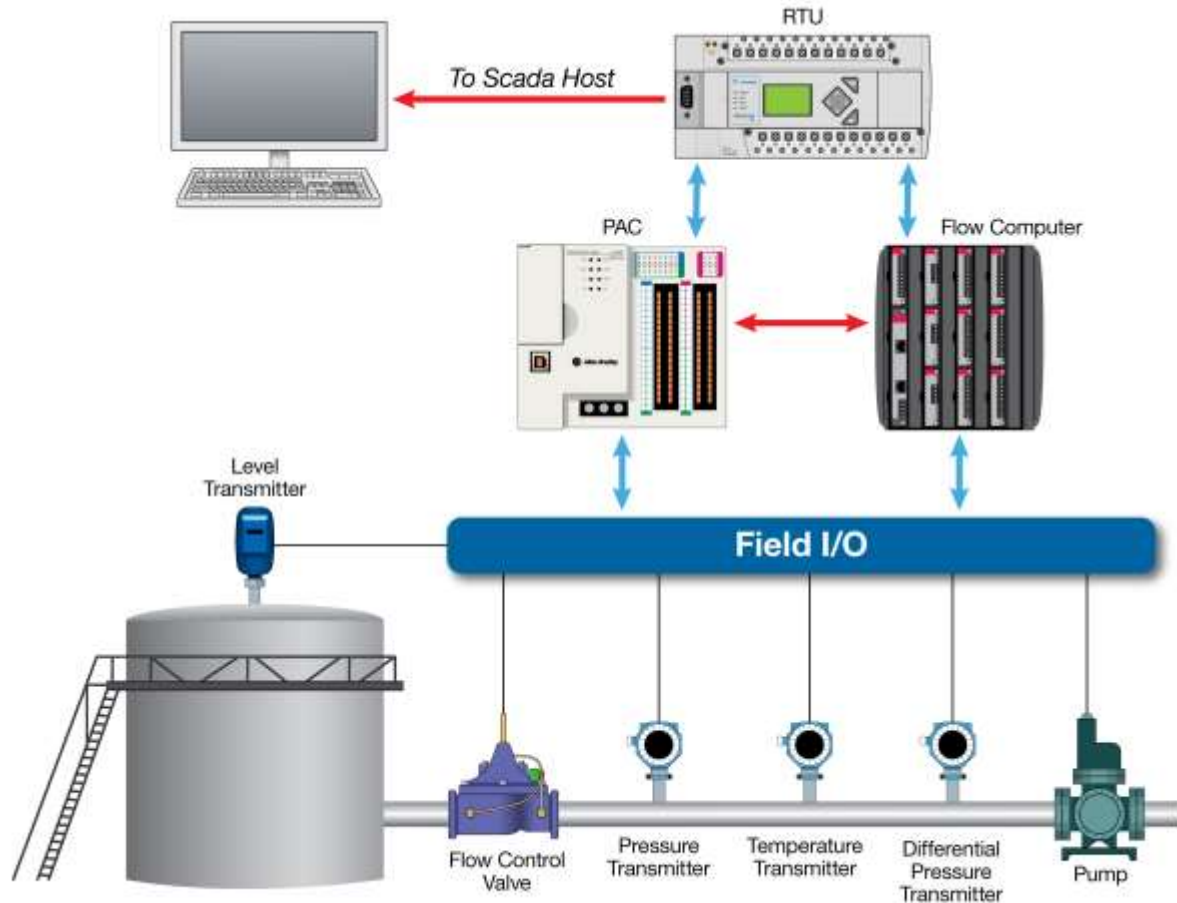 RTU
To Scada Host
PAC
Flow Computer
Level
Transmitter
Field I/O
Flow Control
Valve
Pressure
Transmitter
Temperature
Transmitter
Differential
Pressure
Transmitter
Pump